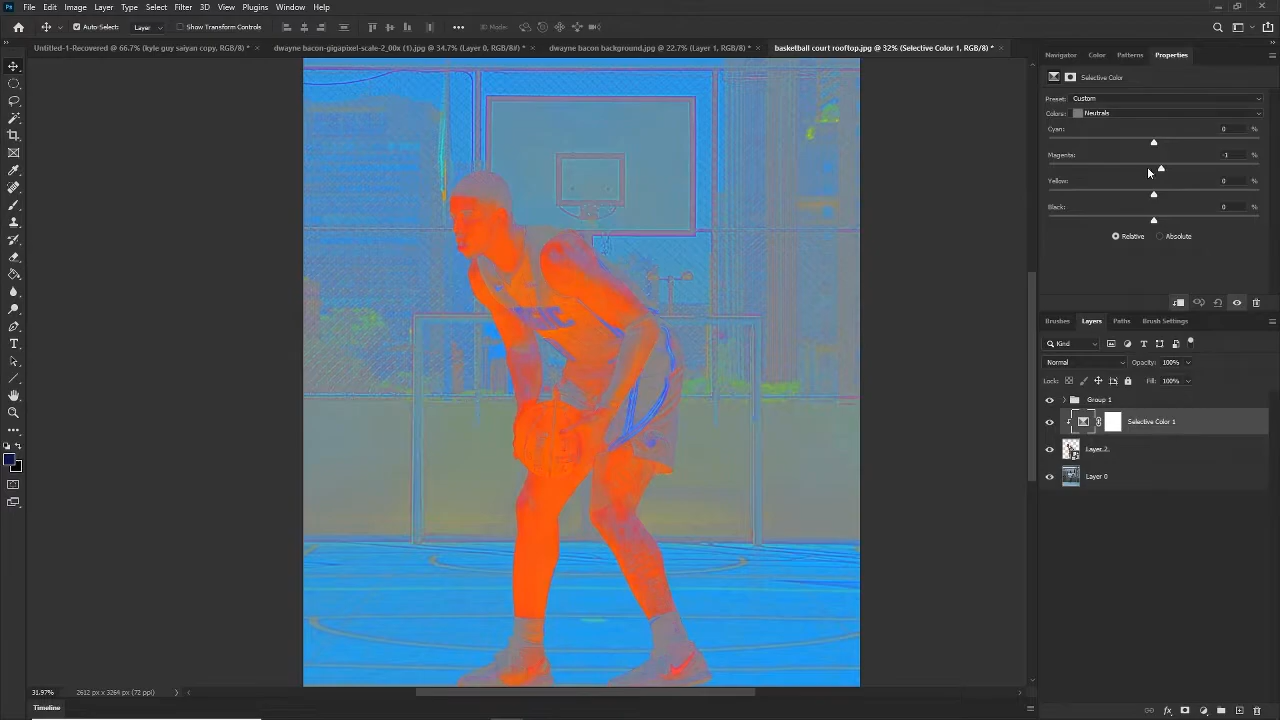 Ps File Edit Image Layer Type Select Filter 3D View Plugins Window Help
Auto-Select: Layer Show Transform Controls ••• 3D Mode:
Untitled-1-Recovered @ 66.7% (kyle guy saiyan copy, RGB/8) * × dwayne bacon-gigapixel-scale-2_00x (1).jpg @ 34.7% (Layer 0, RGB/8#) * × dwayne bacon background.jpg @ 22.7% (Layer 1, RGB/8) * × basketball court rooftop.jpg @ 32% (Selective Color 1, RGB/8) * ×
Navigator Color Patterns Properties
Selective Color
Preset: Custom
Colors: Neutrals
Cyan: 0 %
Magenta: -1 %
Yellow: 0 %
Black: 0 %
Relative Absolute
Brushes Layers Paths Brush Settings
Kind
Normal Opacity: 100%
Lock: Fill: 100%
Group 1
Selective Color 1
Layer 2
Layer 0
31.97% 2612 px x 3264 px (72 ppi)
Timeline